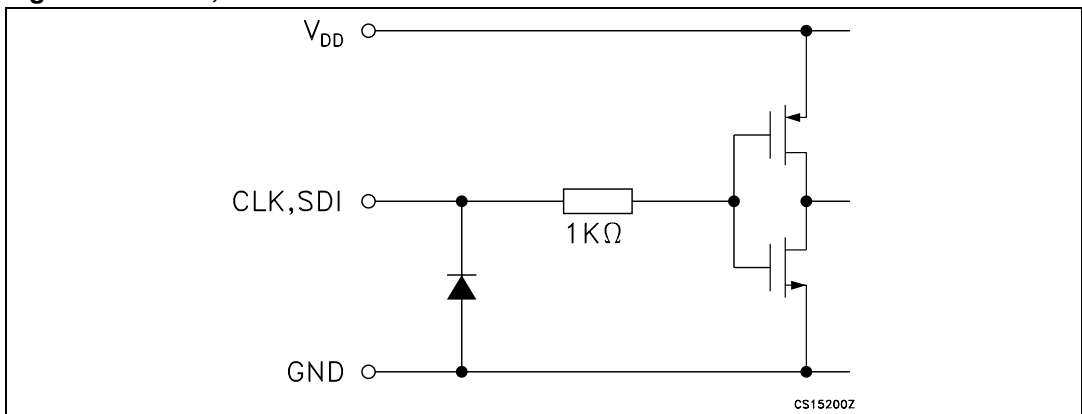 V_DD
CLK,SDI
1KΩ
GND
CS15200Z